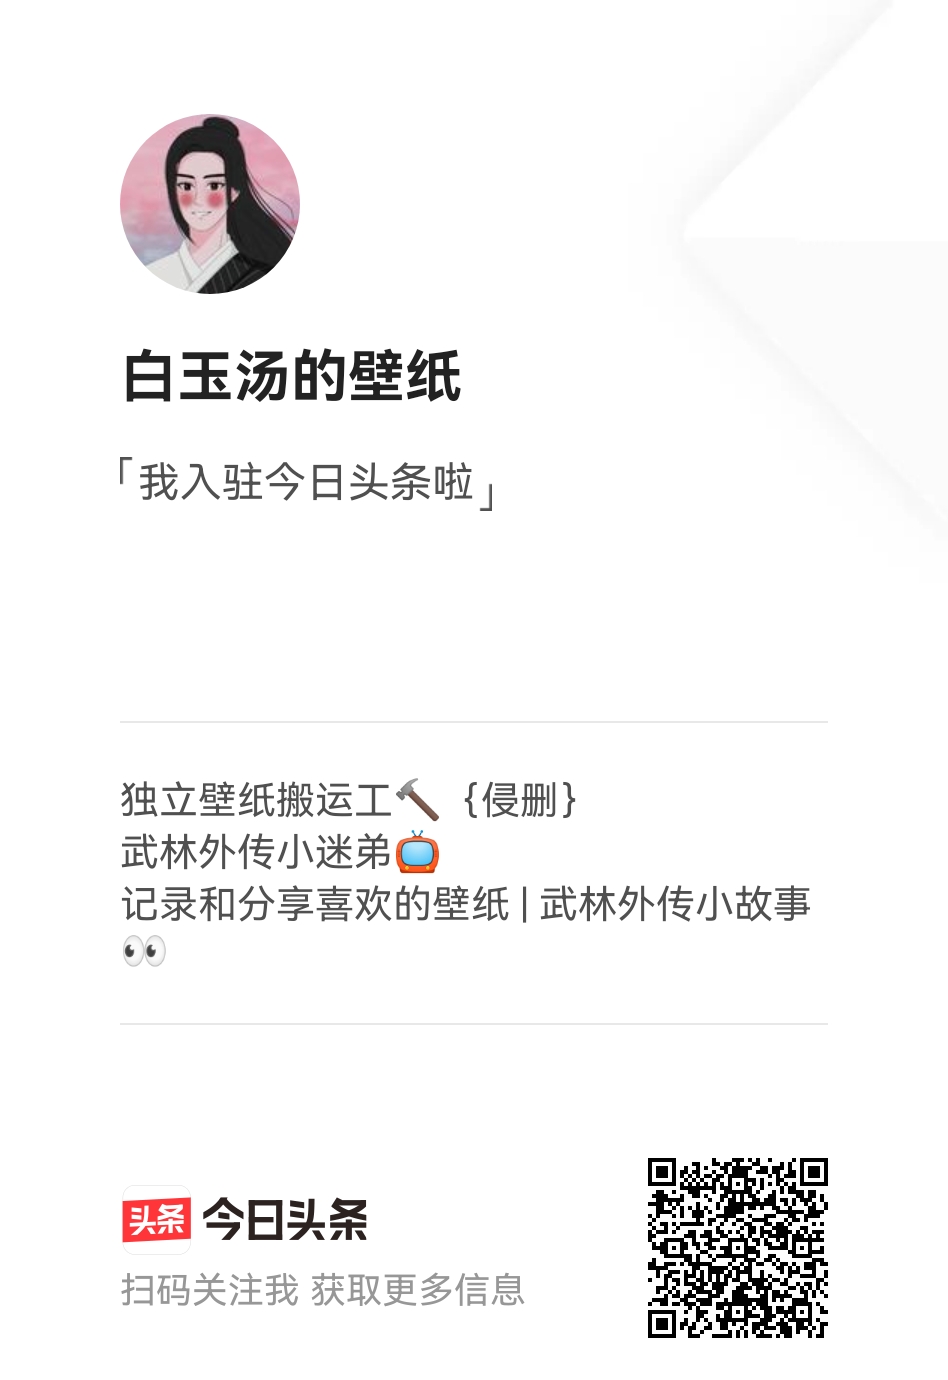 白玉汤的壁纸
「我入驻今日头条啦」
独立壁纸搬运工🔨 {侵删}
武林外传小迷弟📺
记录和分享喜欢的壁纸 | 武林外传小故事
👀
头条 今日头条
扫码关注我 获取更多信息